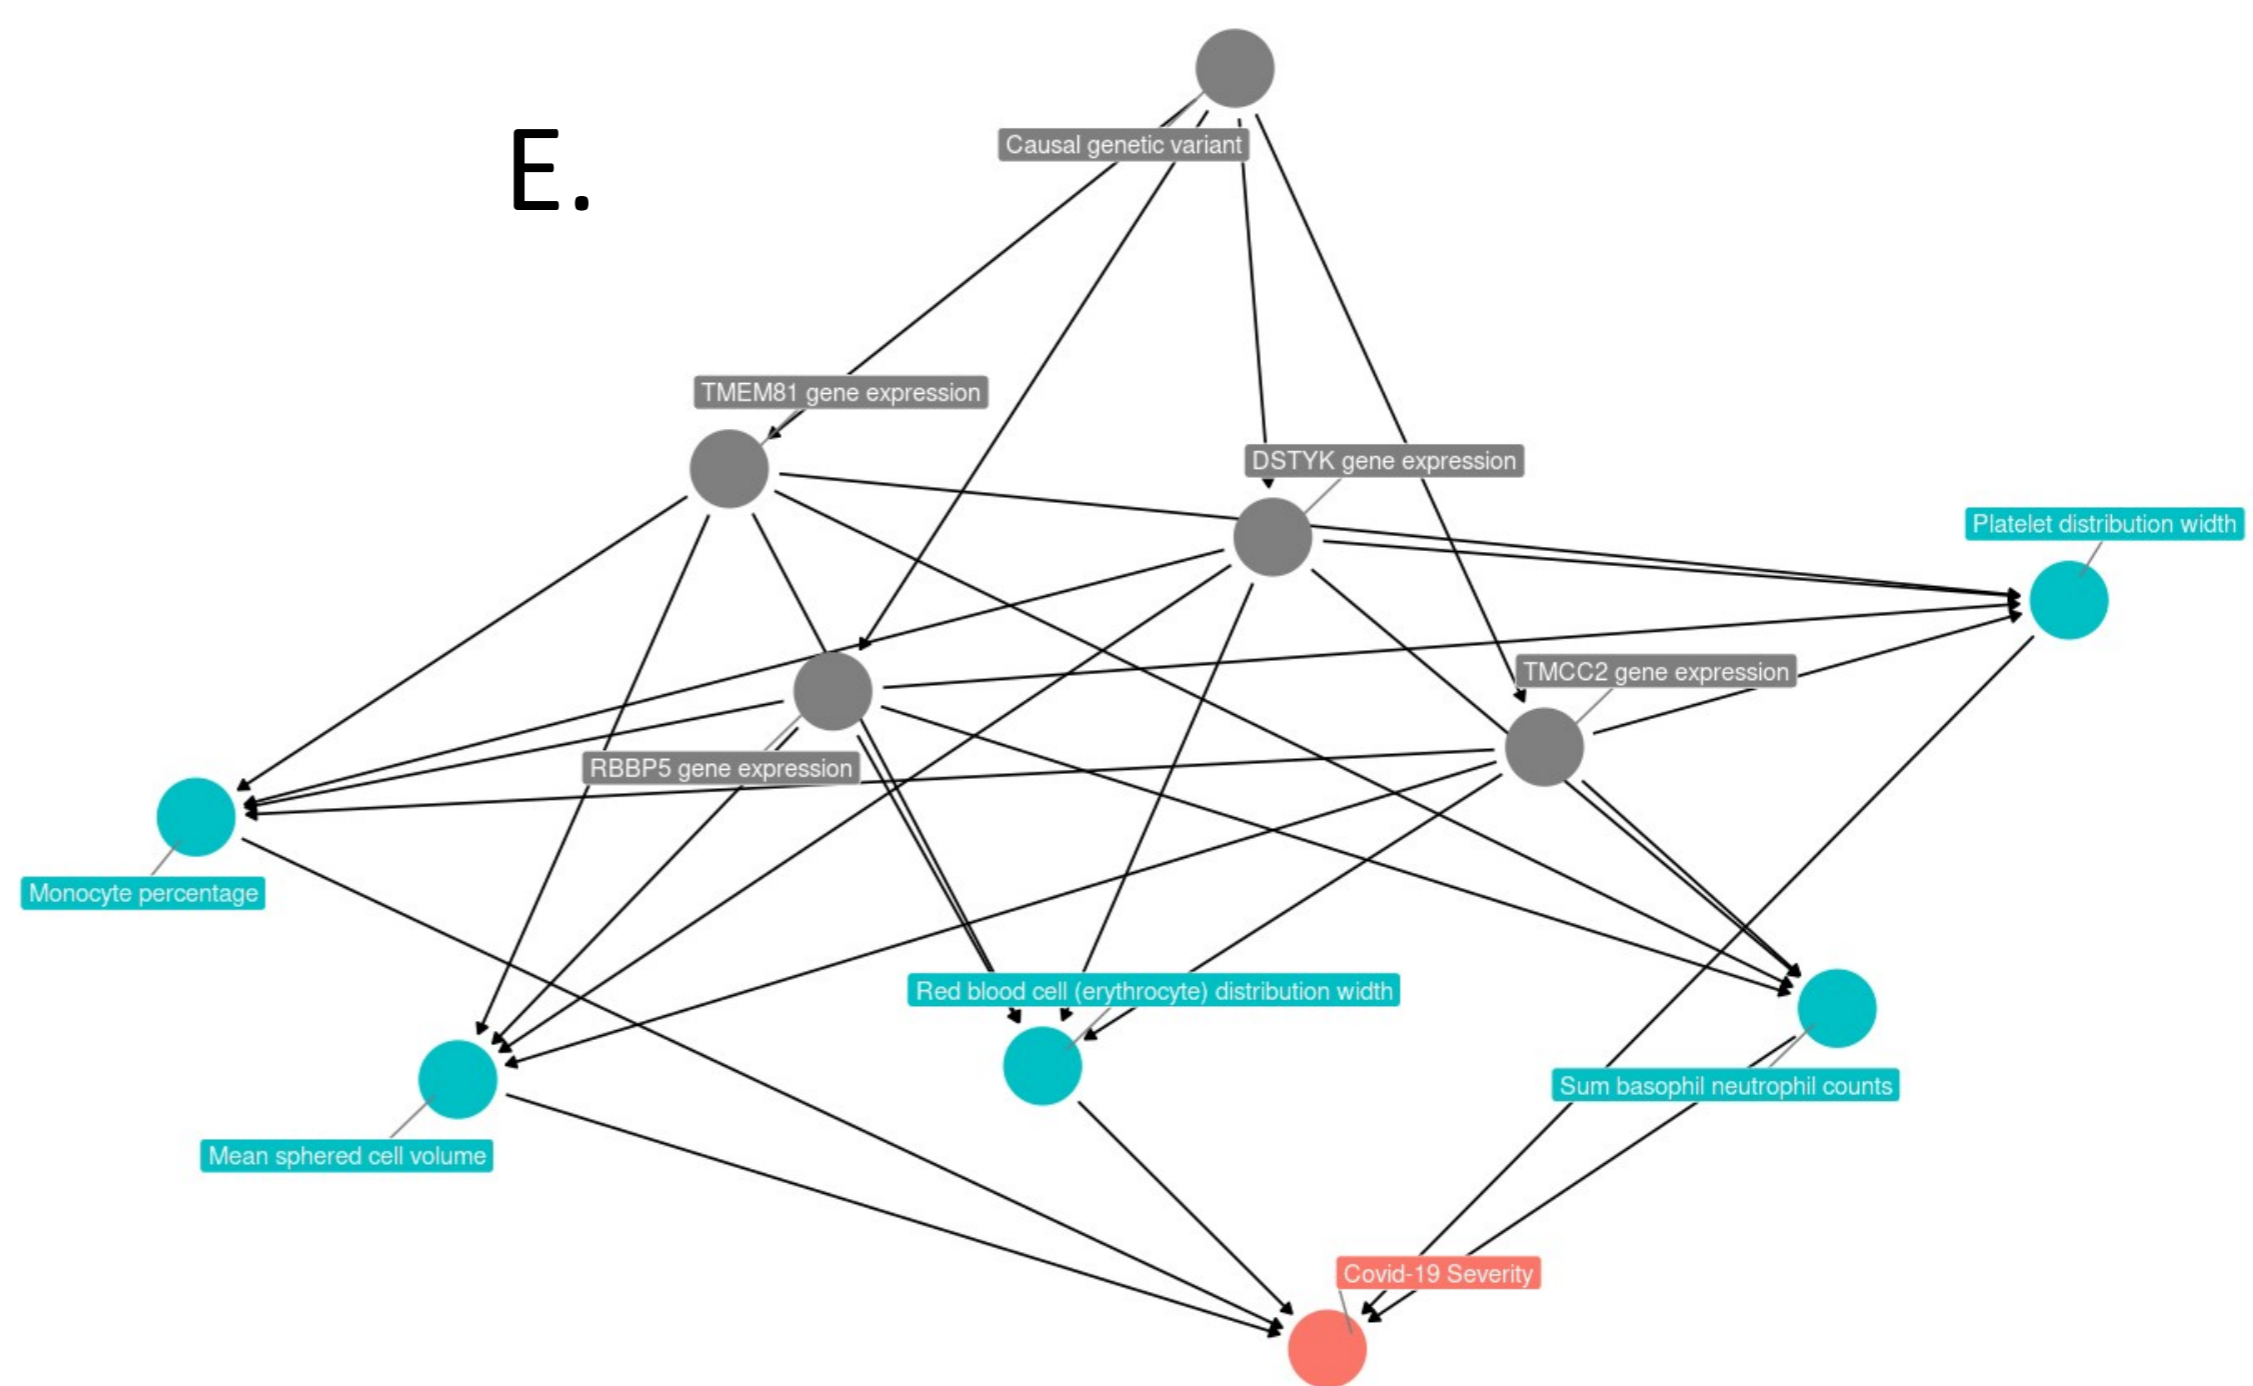 Causal genetic variant
E.
TMEM81 gene expression
DSTYK gene expression
Platelet distribution width
TMCC2 gene expression
RBBP5 gene expression
Monocyte percentage
Red blood cell (erythrocyte) distribution width
Sum basophil neutrophil counts
Mean sphered cell volume
Covid-19 Severity